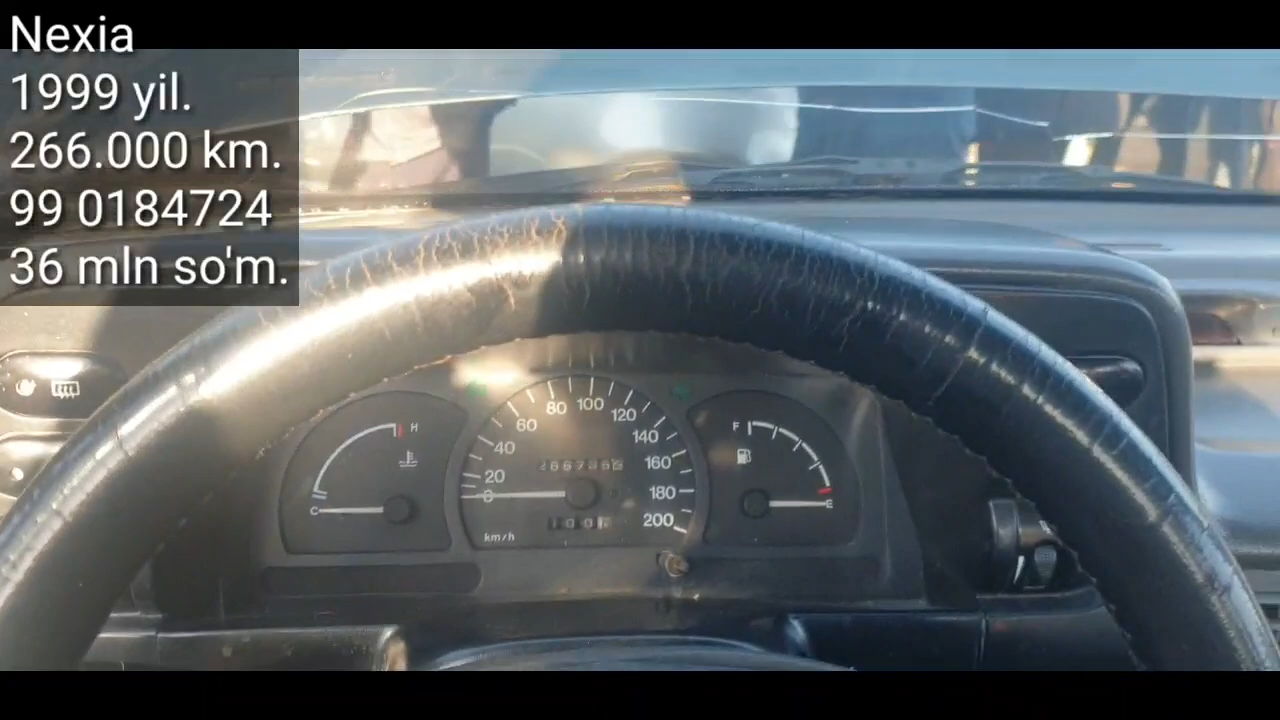 Nexia
1999 yil.
266.000 km.
99 0184724
36 mln so'm.
H
C
0
20
40
60
80
100
120
140
160
180
200
km/h
F
E